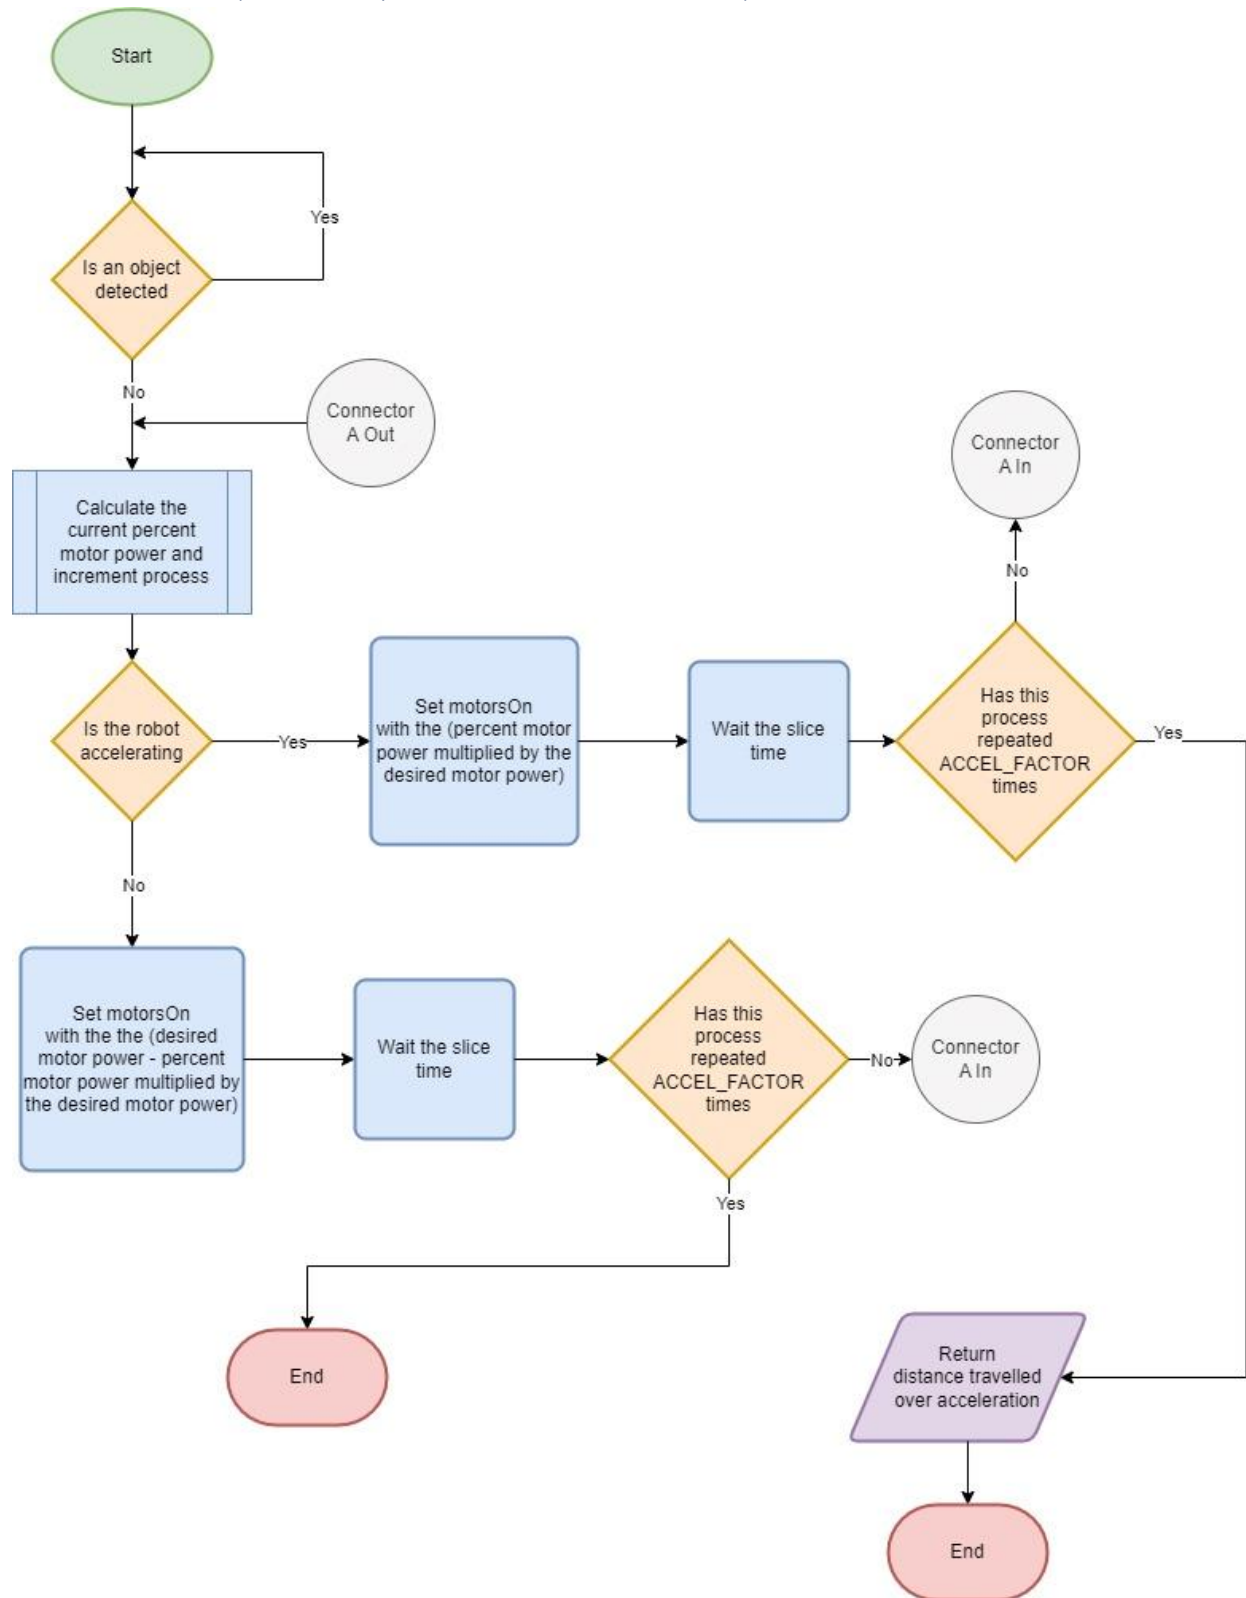 Start
Yes
Is an object
detected
No
Connector
A Out
Connector
A In
Calculate the
current percent
motor power and
increment process
No
Is the robot
accelerating
Yes
Set motorsOn
with the (percent motor
power multiplied by the
desired motor power)
Wait the slice
time
Has this
process
repeated
ACCEL_FACTOR
times
Yes
No
Set motorsOn
with the the (desired
motor power - percent
motor power multiplied by
the desired motor power)
Wait the slice
time
Has this
process
repeated
ACCEL_FACTOR
times
No
Connector
A In
Yes
End
Return
distance travelled
over acceleration
End